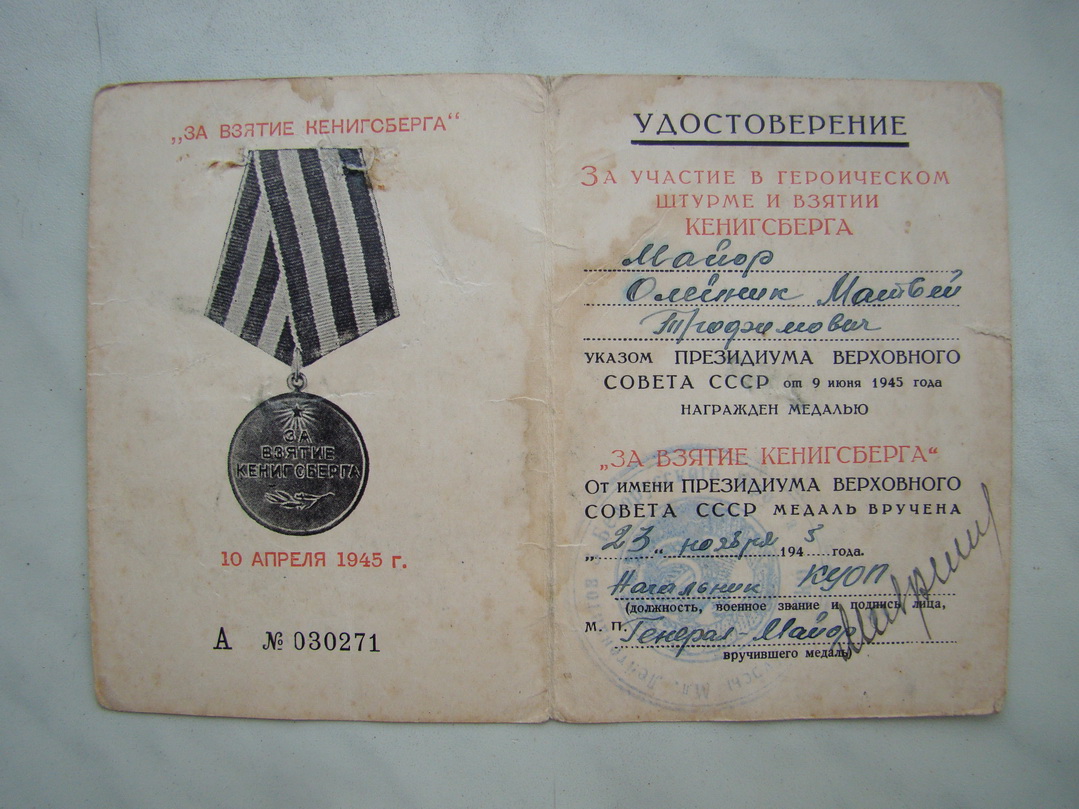 „ЗА ВЗЯТИЕ КЕНИГСБЕРГА“
ЗА
ВЗЯТИЕ
КЕНИГСБЕРГА
10 АПРЕЛЯ 1945 г.
А № 030271
УДОСТОВЕРЕНИЕ
ЗА УЧАСТИЕ В ГЕРОИЧЕСКОМ
ШТУРМЕ И ВЗЯТИИ
КЕНИГСБЕРГА
Майор
Олейник Матвей
Трофимович
УКАЗОМ ПРЕЗИДИУМА ВЕРХОВНОГО
СОВЕТА СССР от 9 июня 1945 года
НАГРАЖДЕН МЕДАЛЬЮ
„ЗА ВЗЯТИЕ КЕНИГСБЕРГА“
От имени ПРЕЗИДИУМА ВЕРХОВНОГО
СОВЕТА СССР МЕДАЛЬ ВРУЧЕНА
„23„ ноября 1945 года.
Начальник КУОП
(должность, военное звание и подпись лица,
М. П. Генерал-Майор
вручившего медаль)